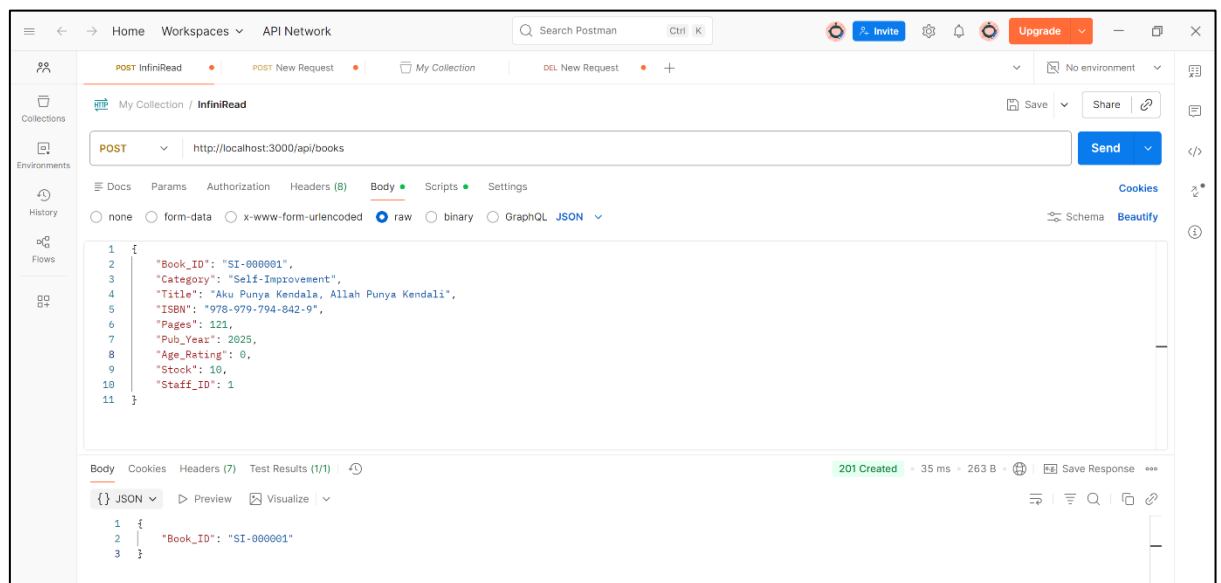 Home Workspaces API Network Search Postman Ctrl K Invite Upgrade
POST InfiniRead POST New Request My Collection DEL New Request No environment
HTTP My Collection / InfiniRead Save Share
Collections
POST http://localhost:3000/api/books Send
Environments
Docs Params Authorization Headers (8) Body Scripts Settings Cookies
History
none form-data x-www-form-urlencoded raw binary GraphQL JSON Schema Beautify
Flows
1 {
2 "Book_ID": "SI-000001",
3 "Category": "Self-Improvement",
4 "Title": "Aku Punya Kendala, Allah Punya Kendali",
5 "ISBN": "978-979-794-842-9",
6 "Pages": 121,
7 "Pub_Year": 2025,
8 "Age_Rating": 0,
9 "Stock": 10,
10 "Staff_ID": 1
11 }
Body Cookies Headers (7) Test Results (1/1) 201 Created 35 ms 263 B e.g. Save Response
{} JSON Preview Visualize
1 {
2 "Book_ID": "SI-000001"
3 }